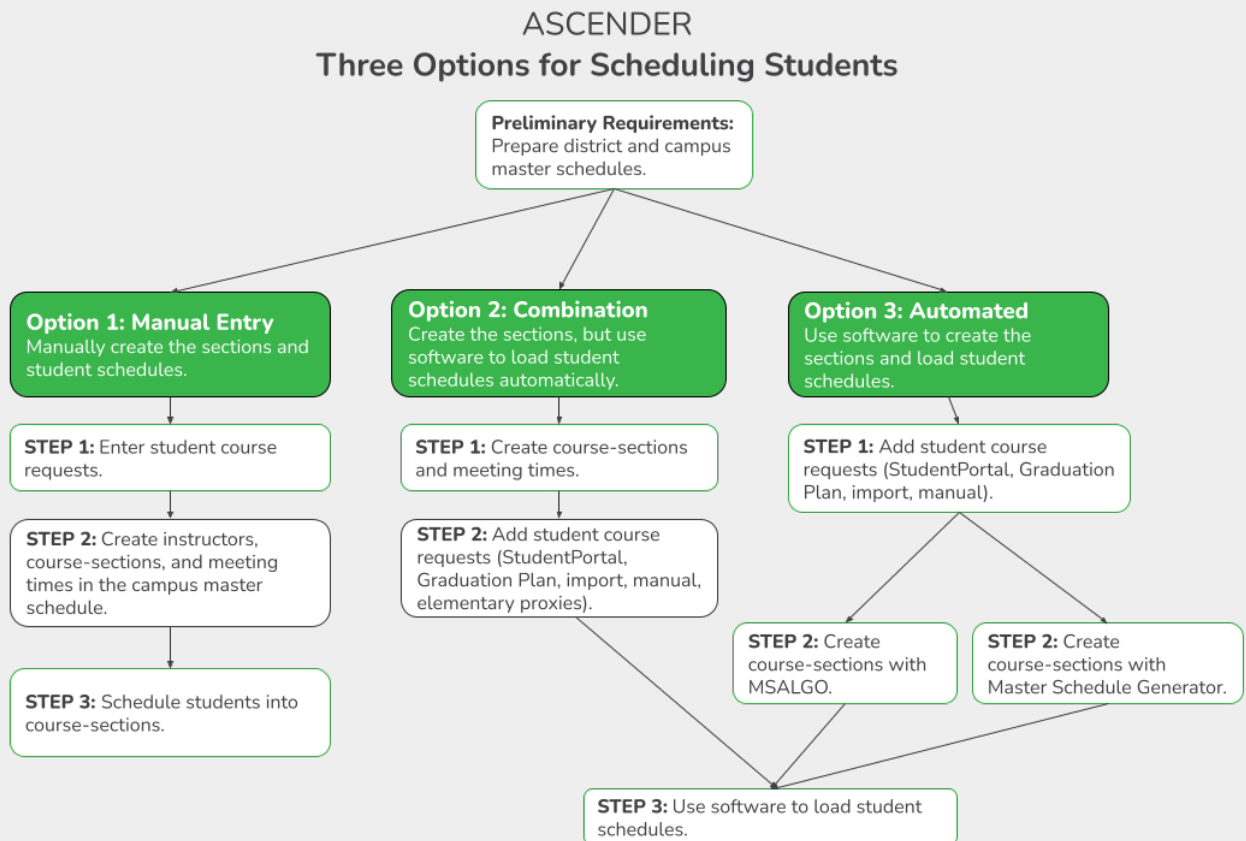 ASCENDER
Three Options for Scheduling Students
Preliminary Requirements:
Prepare district and campus
master schedules.
Option 1: Manual Entry
Manually create the sections and
student schedules.
STEP 1: Enter student course
requests.
STEP 2: Create instructors,
course-sections, and meeting
times in the campus master
schedule.
STEP 3: Schedule students into
course-sections.
Option 2: Combination
Create the sections, but use
software to load student
schedules automatically.
STEP 1: Create course-sections
and meeting times.
STEP 2: Add student course
requests (StudentPortal,
Graduation Plan, import, manual,
elementary proxies).
Option 3: Automated
Use software to create the
sections and load student
schedules.
STEP 1: Add student course
requests (StudentPortal, Graduation
Plan, import, manual).
STEP 2: Create
course-sections with
MSALGO.
STEP 2: Create
course-sections with
Master Schedule Generator.
STEP 3: Use software to load student
schedules.